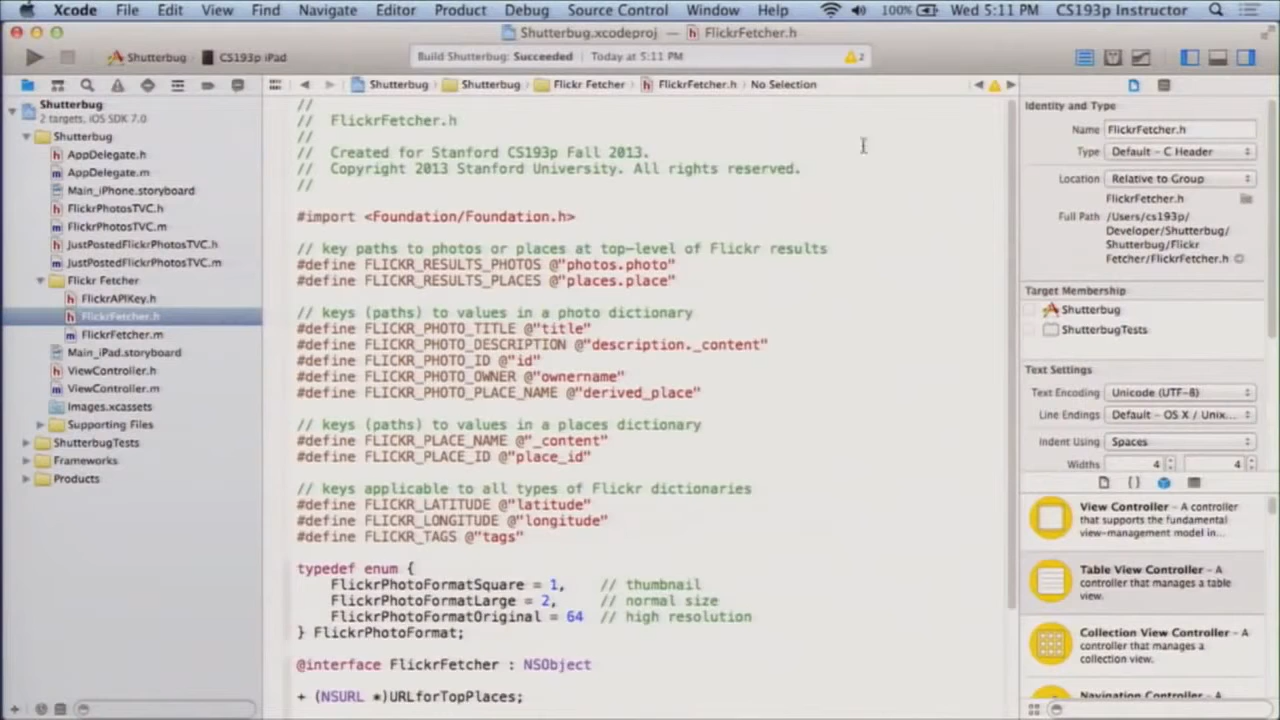 Xcode File Edit View Find Navigate Editor Product Debug Source Control Window Help 100% Wed 5:11 PM CS193p Instructor
Shutterbug.xcodeproj — FlickrFetcher.h
Shutterbug CS193p iPad
Build Shutterbug: Succeeded Today at 5:11 PM 2
Shutterbug Shutterbug Flickr Fetcher FlickrFetcher.h No Selection
Shutterbug
2 targets, iOS SDK 7.0
Shutterbug
AppDelegate.h
AppDelegate.m
Main_iPhone.storyboard
FlickrPhotosTVC.h
FlickrPhotosTVC.m
JustPostedFlickrPhotosTVC.h
JustPostedFlickrPhotosTVC.m
Flickr Fetcher
FlickrAPIKey.h
FlickrFetcher.h
FlickrFetcher.m
Main_iPad.storyboard
ViewController.h
ViewController.m
Images.xcassets
Supporting Files
ShutterbugTests
Frameworks
Products
//
// FlickrFetcher.h
//
// Created for Stanford CS193p Fall 2013.
// Copyright 2013 Stanford University. All rights reserved.
//
#import <Foundation/Foundation.h>
// key paths to photos or places at top-level of Flickr results
#define FLICKR_RESULTS_PHOTOS @"photos.photo"
#define FLICKR_RESULTS_PLACES @"places.place"
// keys (paths) to values in a photo dictionary
#define FLICKR_PHOTO_TITLE @"title"
#define FLICKR_PHOTO_DESCRIPTION @"description._content"
#define FLICKR_PHOTO_ID @"id"
#define FLICKR_PHOTO_OWNER @"ownername"
#define FLICKR_PHOTO_PLACE_NAME @"derived_place"
// keys (paths) to values in a places dictionary
#define FLICKR_PLACE_NAME @"_content"
#define FLICKR_PLACE_ID @"place_id"
// keys applicable to all types of Flickr dictionaries
#define FLICKR_LATITUDE @"latitude"
#define FLICKR_LONGITUDE @"longitude"
#define FLICKR_TAGS @"tags"
typedef enum {
FlickrPhotoFormatSquare = 1, // thumbnail
FlickrPhotoFormatLarge = 2, // normal size
FlickrPhotoFormatOriginal = 64 // high resolution
} FlickrPhotoFormat;
@interface FlickrFetcher : NSObject
+ (NSURL *)URLforTopPlaces;
Identity and Type
Name FlickrFetcher.h
Type Default - C Header
Location Relative to Group
FlickrFetcher.h
Full Path /Users/cs193p/
Developer/Shutterbug/
Shutterbug/Flickr
Fetcher/FlickrFetcher.h
Target Membership
Shutterbug
ShutterbugTests
Text Settings
Text Encoding Unicode (UTF-8)
Line Endings Default - OS X / Unix...
Indent Using Spaces
Widths 4 4
View Controller - A controller
that supports the fundamental
view-management model in...
Table View Controller - A
controller that manages a table
view.
Collection View Controller - A
controller that manages a
collection view.
Navigation Controller -